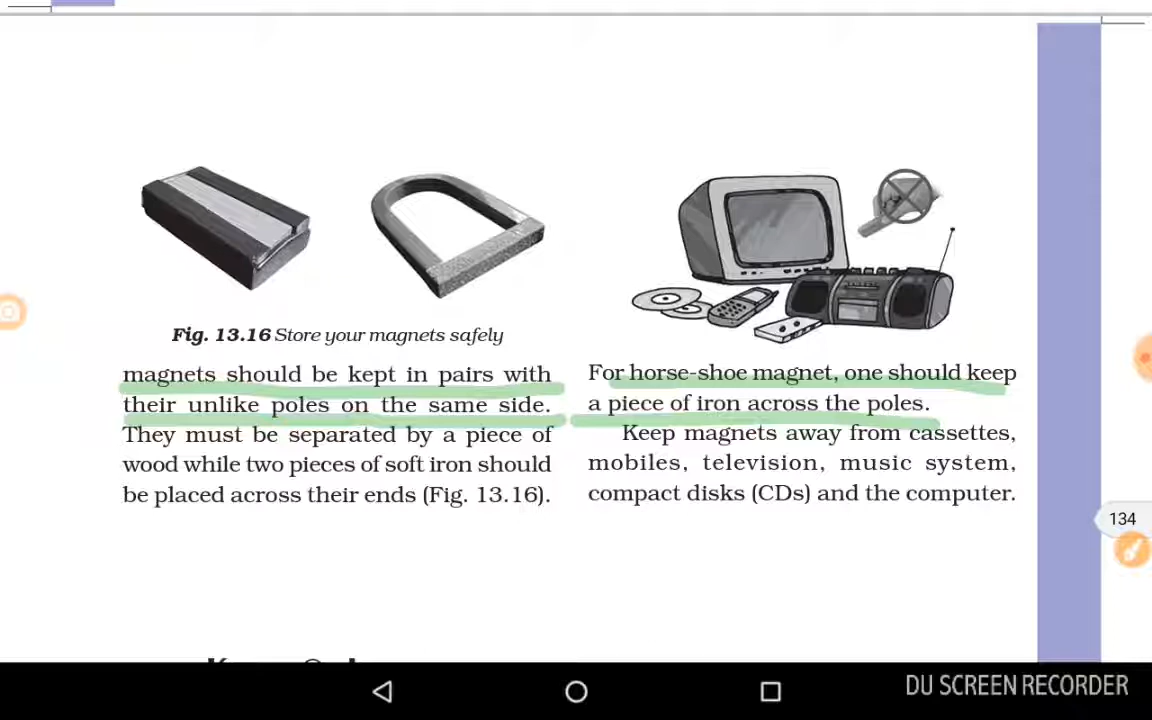 Fig. 13.16 Store your magnets safely
magnets should be kept in pairs with
their unlike poles on the same side.
They must be separated by a piece of
wood while two pieces of soft iron should
be placed across their ends (Fig. 13.16).
For horse-shoe magnet, one should keep
a piece of iron across the poles.
Keep magnets away from cassettes,
mobiles, television, music system,
compact disks (CDs) and the computer.
134
DU SCREEN RECORDER